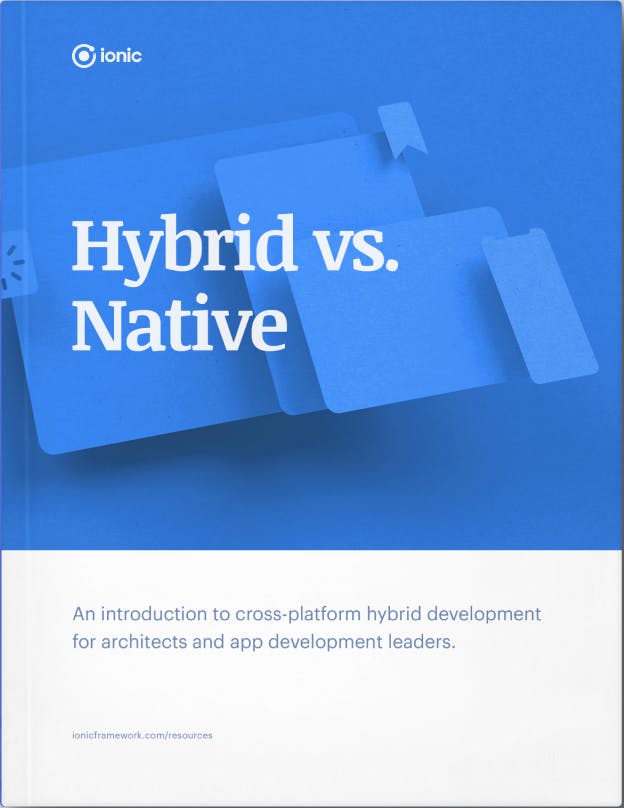 ionic
Hybrid vs.
Native
An introduction to cross-platform hybrid development
for architects and app development leaders.
ionicframework.com/resources